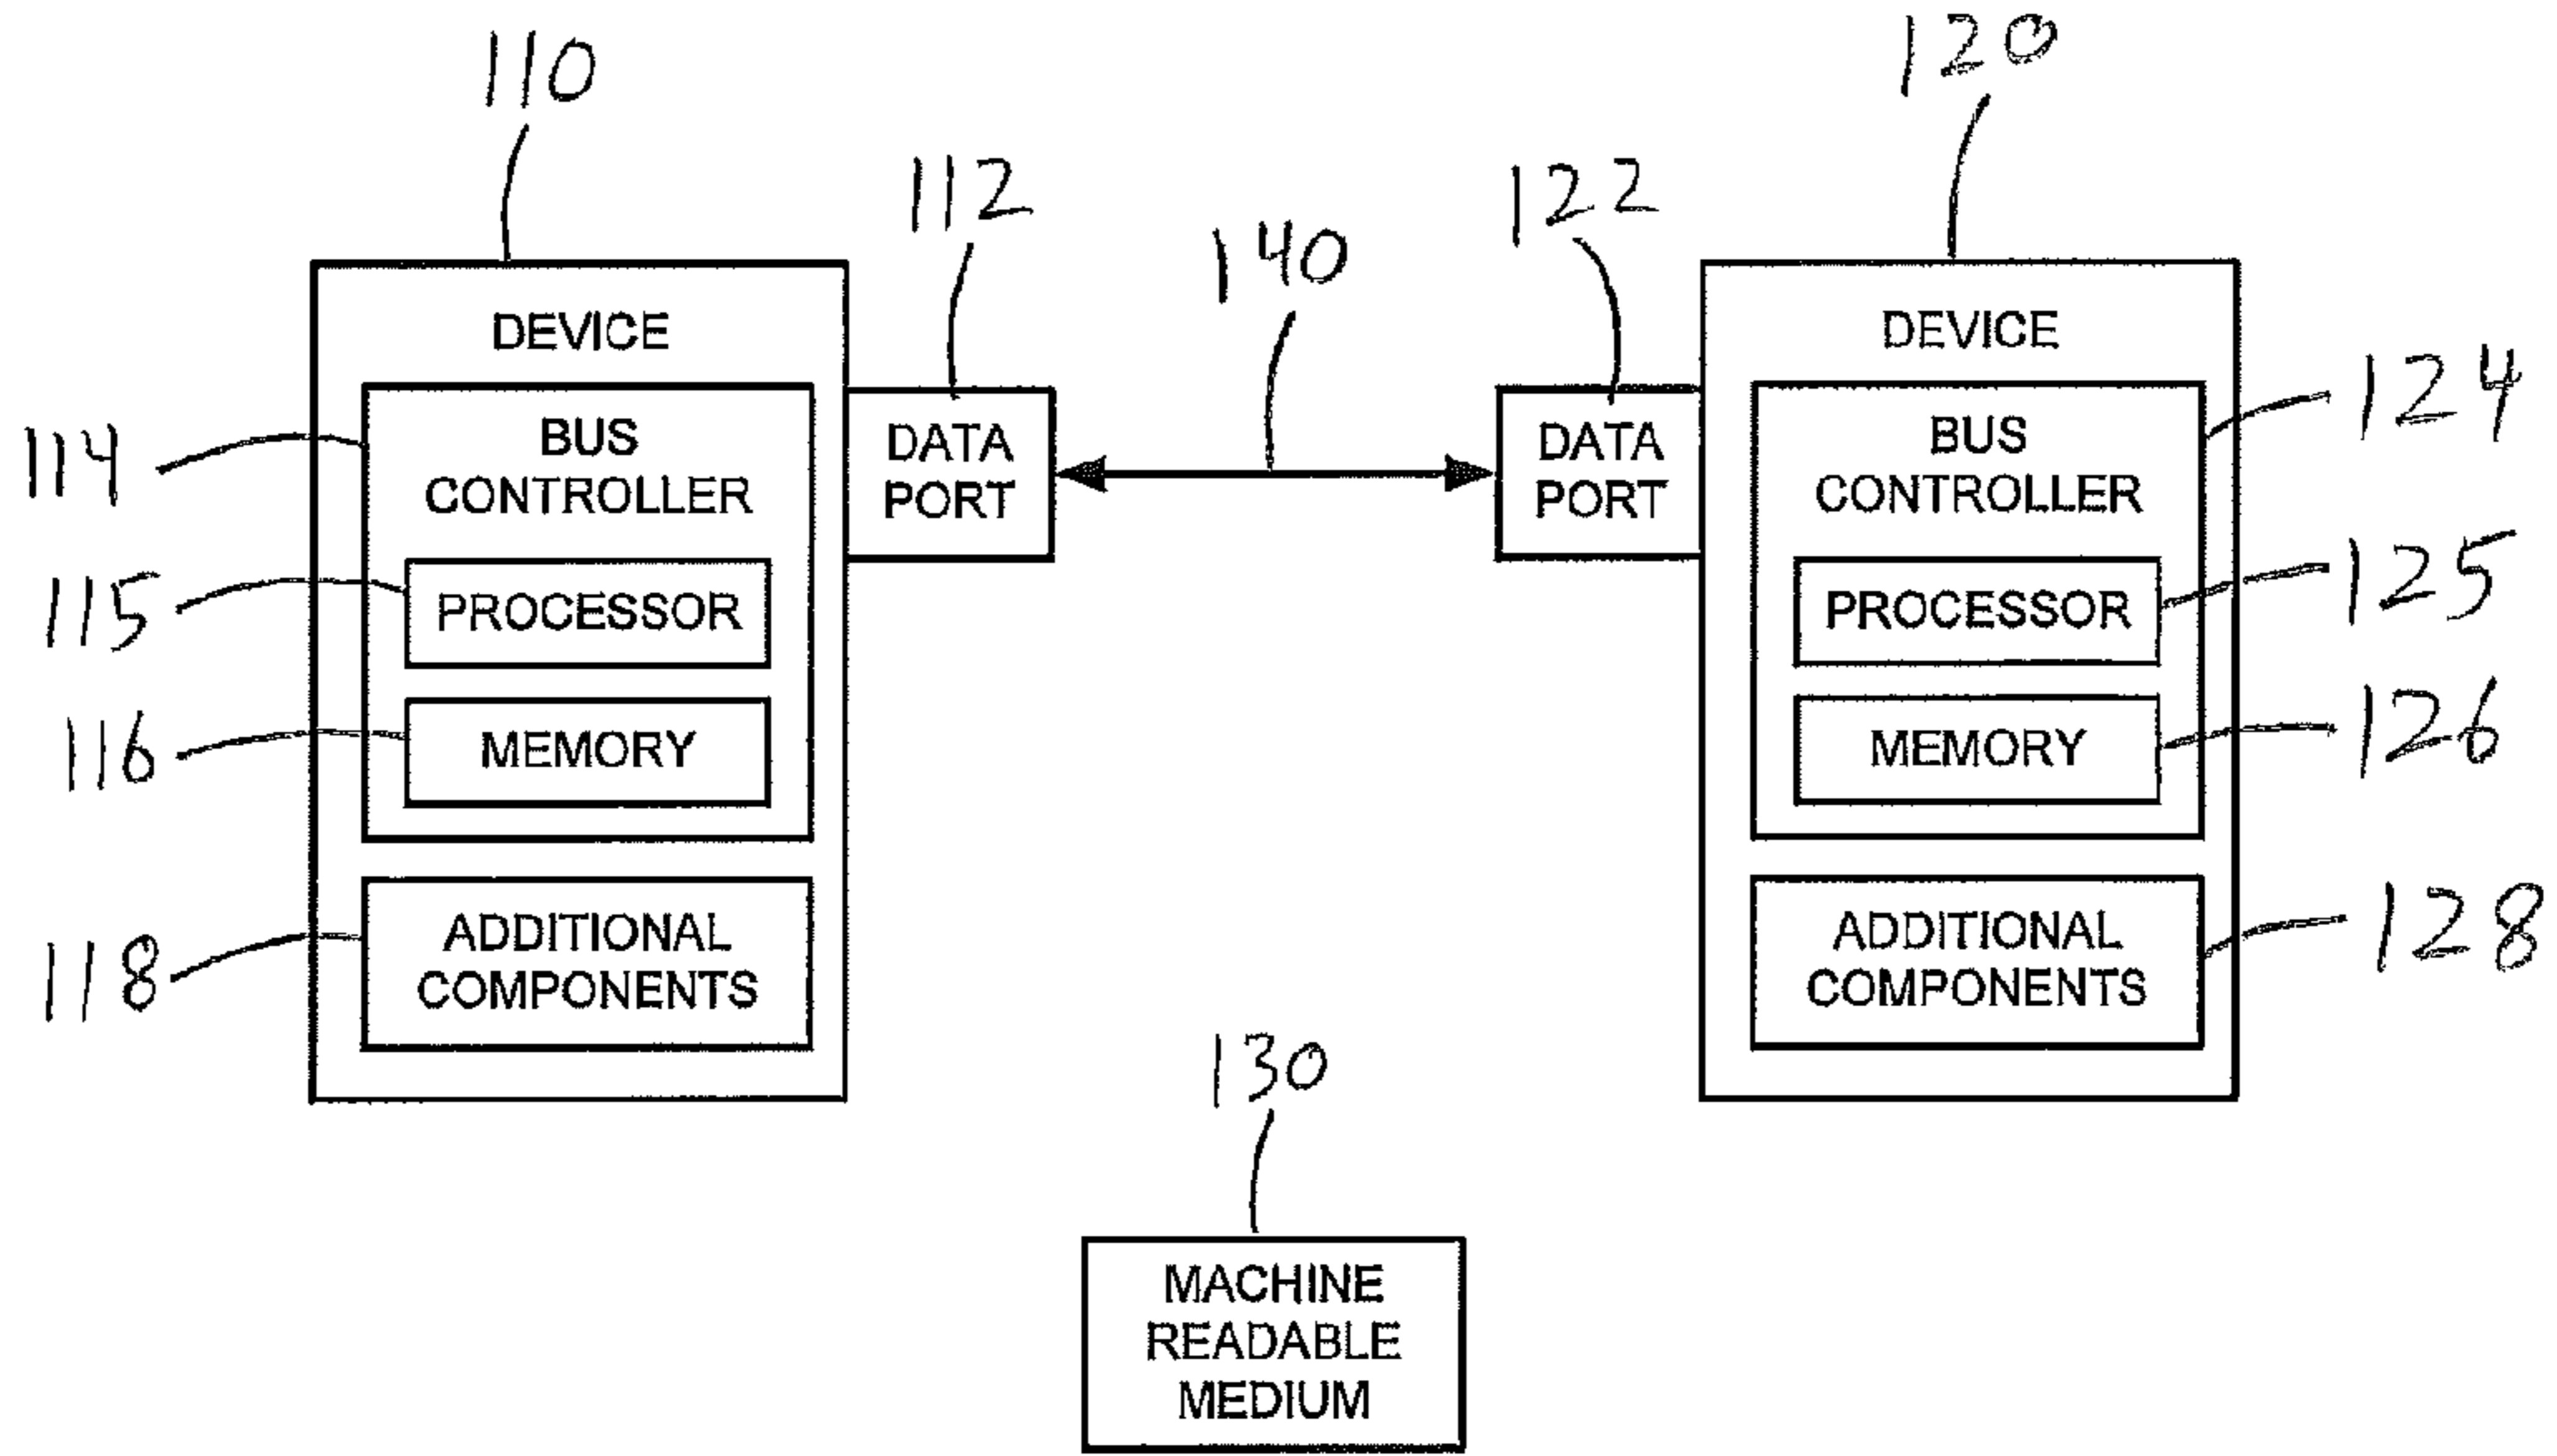 110
120
112
140
122
DEVICE
BUS
CONTROLLER
PROCESSOR
MEMORY
ADDITIONAL
COMPONENTS
114
115
116
118
DATA
PORT
DATA
PORT
DEVICE
BUS
CONTROLLER
PROCESSOR
MEMORY
ADDITIONAL
COMPONENTS
124
125
126
128
130
MACHINE
READABLE
MEDIUM